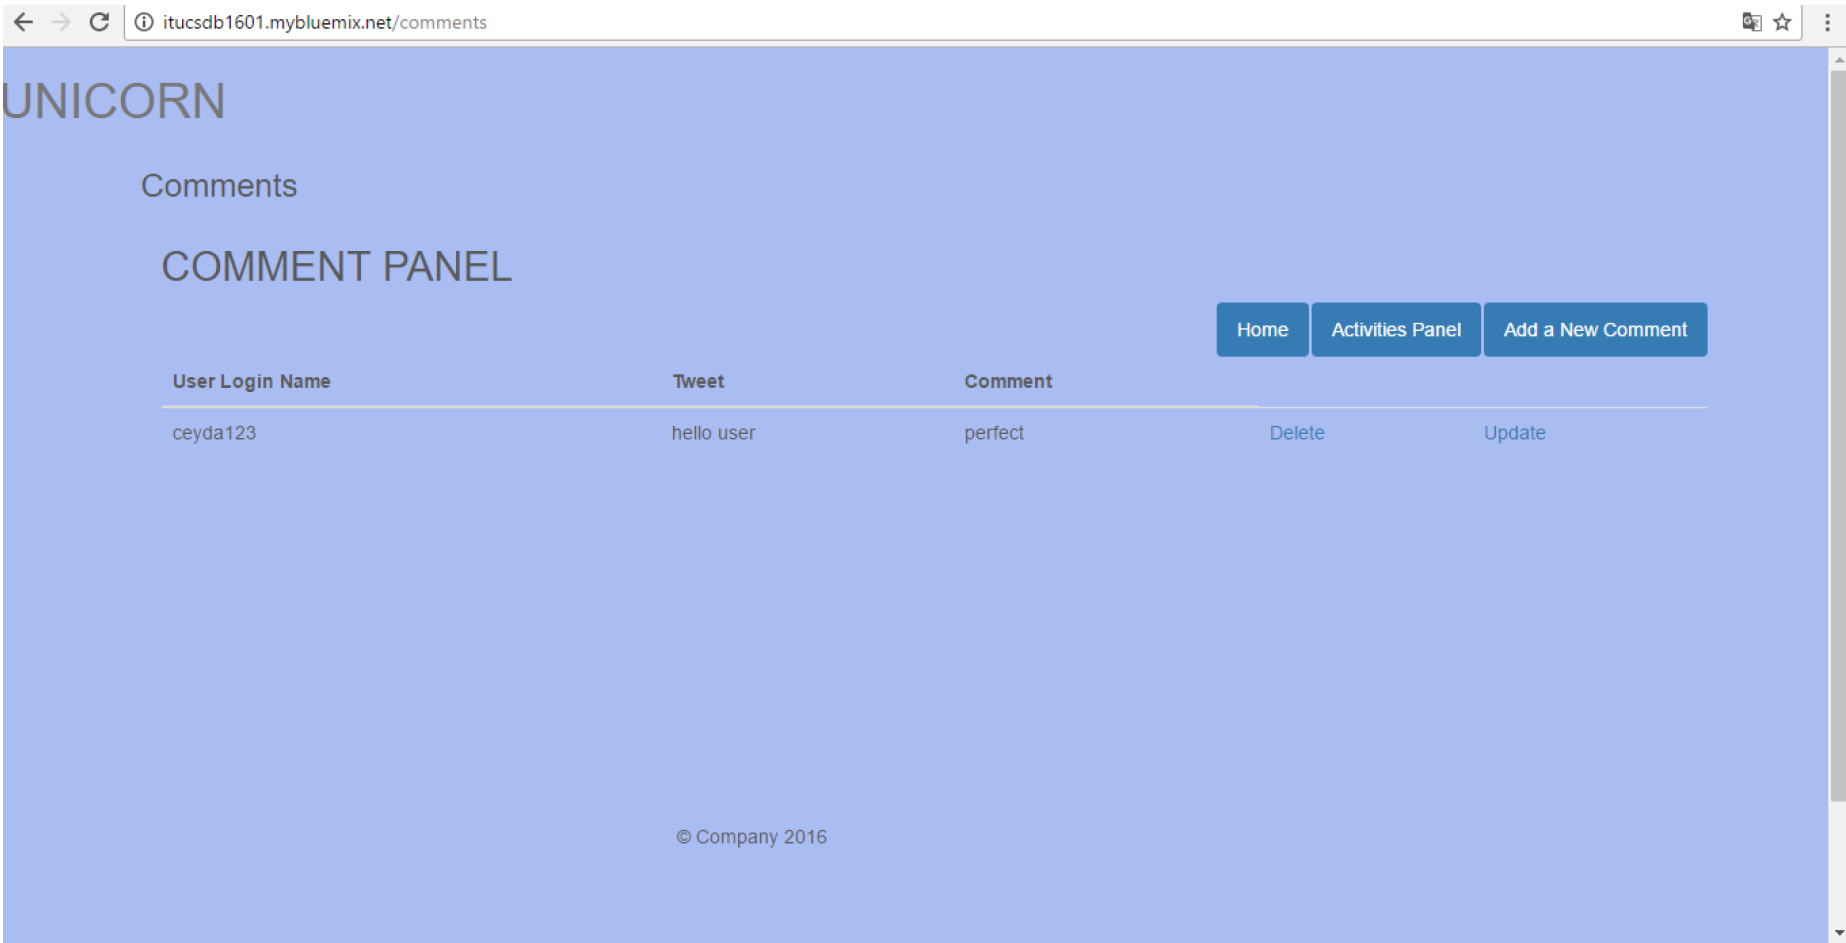 itucsdb1601.mybluemix.net/comments
UNICORN
Comments
COMMENT PANEL
Home Activities Panel Add a New Comment
User Login Name Tweet Comment
ceyda123 hello user perfect Delete Update
© Company 2016